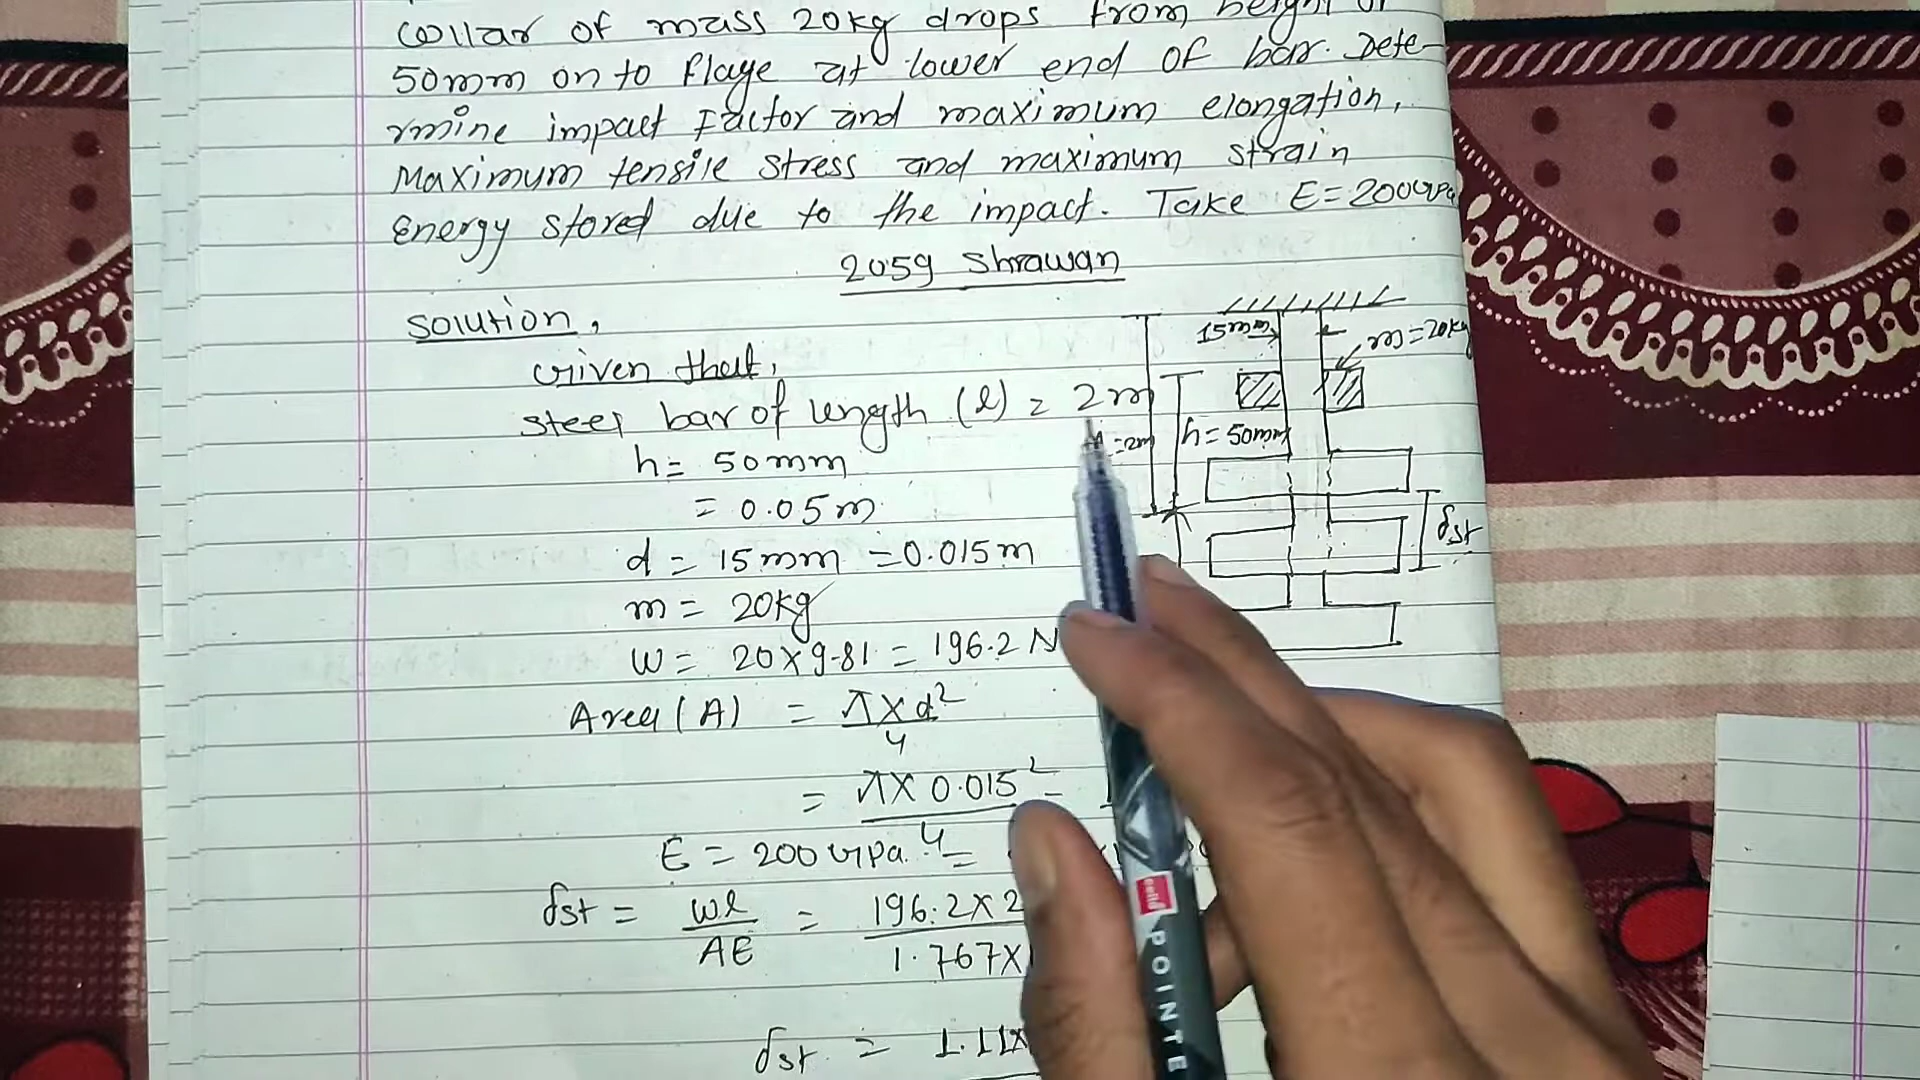 collar of mass 20kg drops from height of
50mm on to flage at lower end of bar. Dete-
rmine impact Factor and maximum elongation,
Maximum tensile stress and maximum strain
energy stored due to the impact. Take E=200GPa
2059 Shrawan
Solution,
Given that,
steel bar of length (l) = 2m
h = 50mm
= 0.05m
d = 15mm = 0.015m
m = 20kg
W = 20×9.81 = 196.2 N
Area (A) = π×d²/4
= π×0.015²/4 =
E = 200GPa. =
δst = wl/AE = 196.2×2/1.767×
δst = 1.11×
15mm
m=20kg
=2m
h=50mm
δst
cello
POINTE